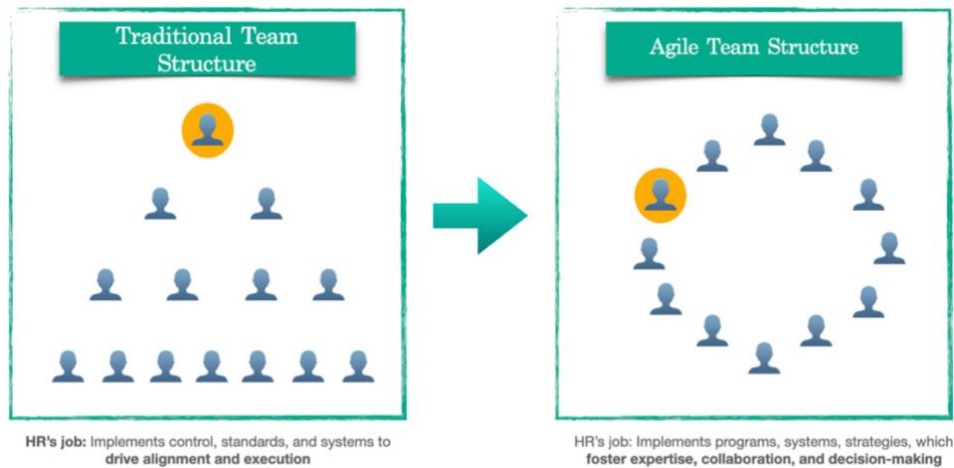 Traditional Team
Structure
Agile Team Structure
HR's job: Implements control, standards, and systems to
drive alignment and execution
HR's job: Implements programs, systems, strategies, which
foster expertise, collaboration, and decision-making